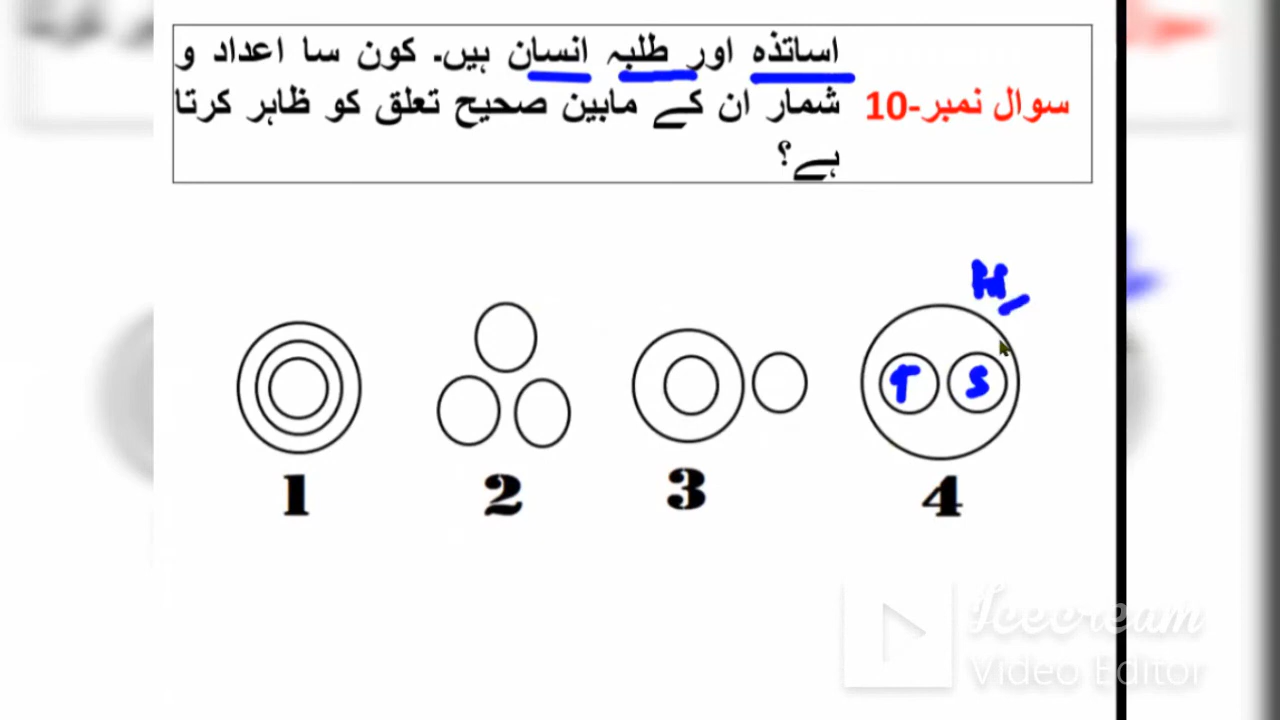 اساتذہ اور طلبہ انسان ہیں۔ کون سا اعداد و
سوال نمبر-10 شمار ان کے مابین صحیح تعلق کو ظاہر کرتا
ہے؟
H
T S
1 2 3 4
Icecream
Video Editor